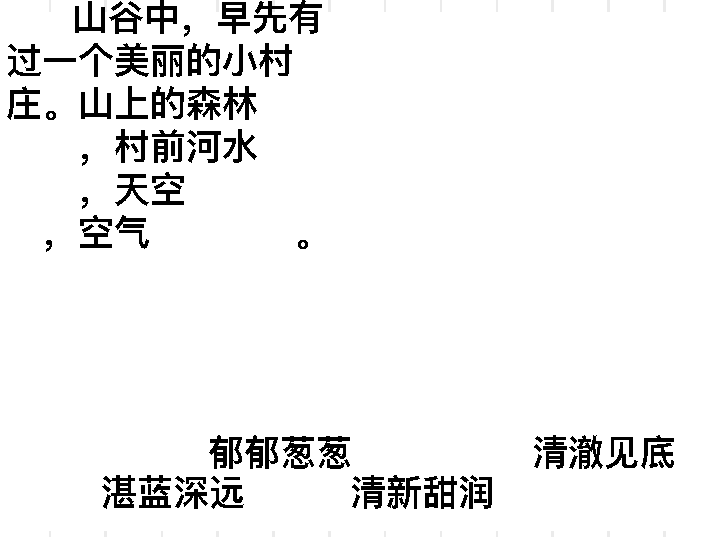 山谷中，早先有
过一个美丽的小村
庄。山上的森林
，村前河水
，天空
，空气 。
郁郁葱葱 清澈见底
湛蓝深远 清新甜润